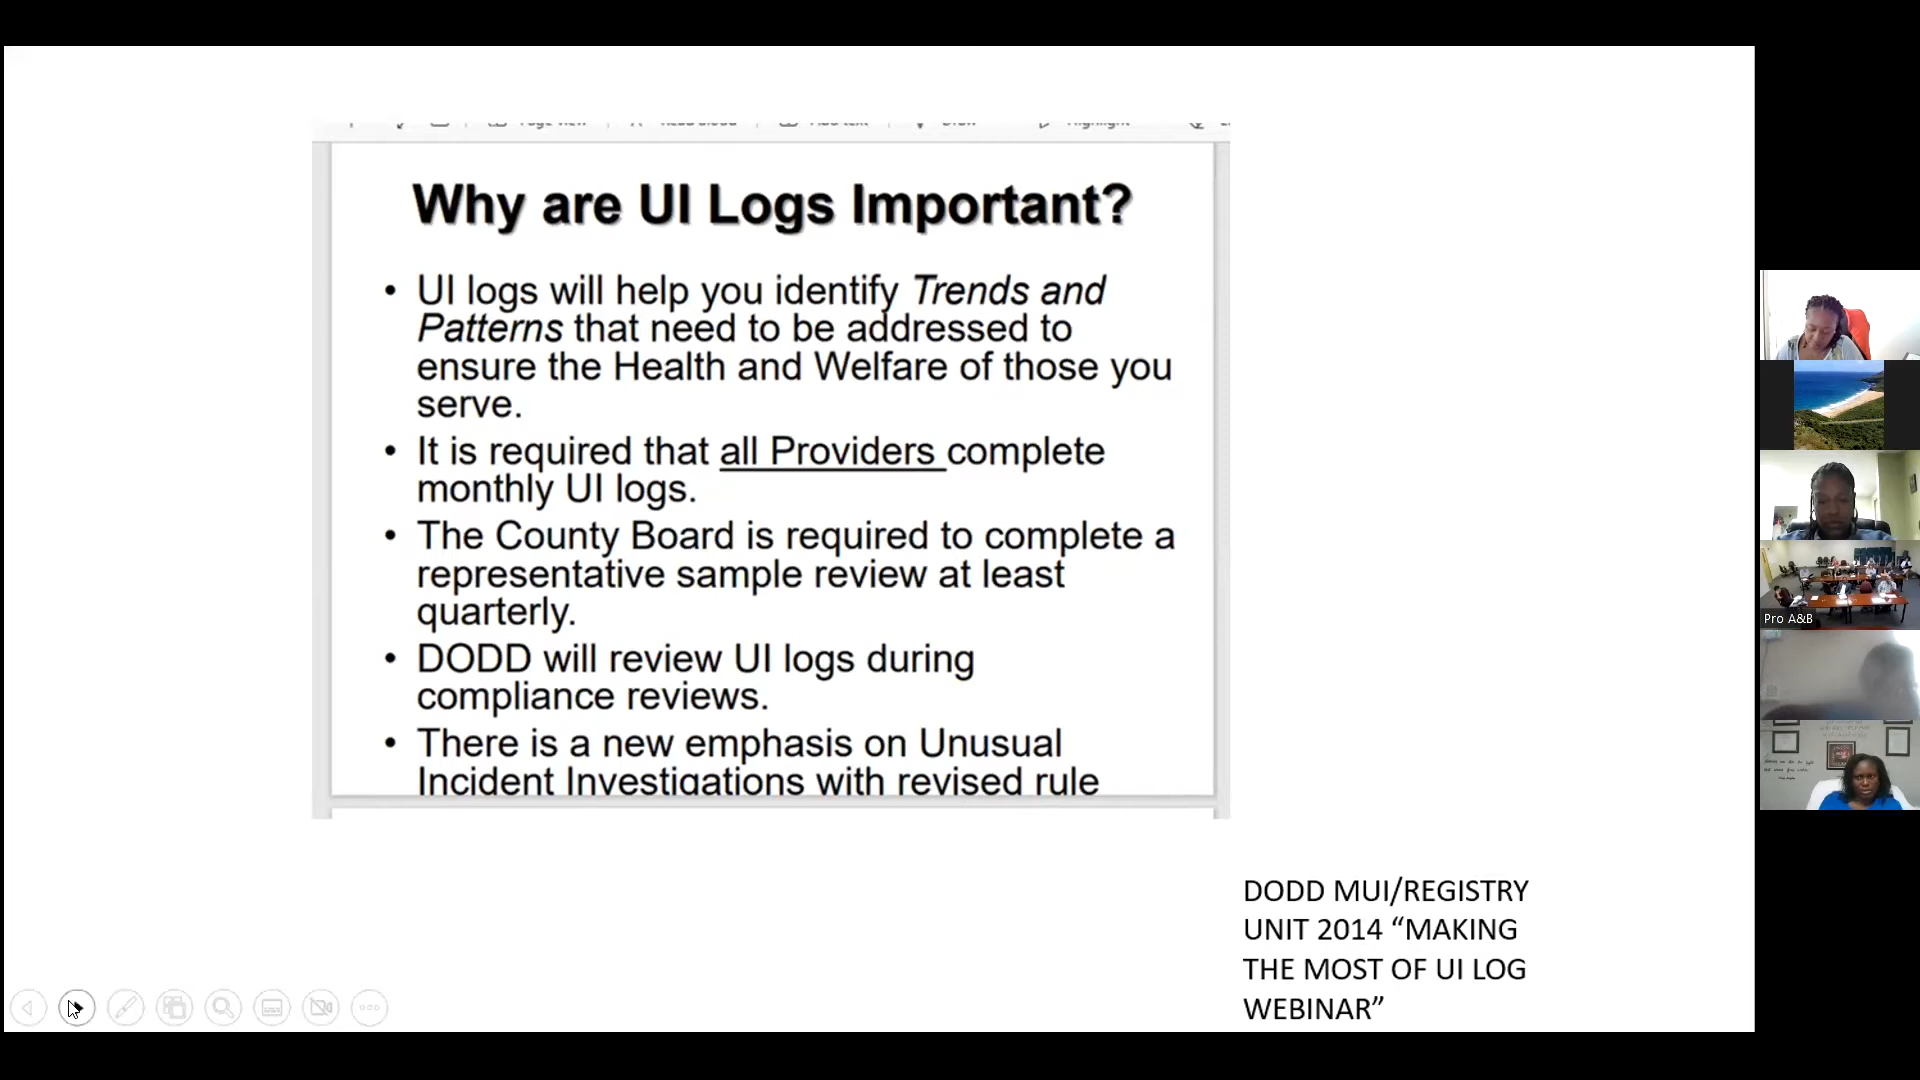 Why are UI Logs Important?
• UI logs will help you identify Trends and
Patterns that need to be addressed to
ensure the Health and Welfare of those you
serve.
• It is required that all Providers complete
monthly UI logs.
• The County Board is required to complete a
representative sample review at least
quarterly.
• DODD will review UI logs during
compliance reviews.
• There is a new emphasis on Unusual
Incident Investigations with revised rule
DODD MUI/REGISTRY
UNIT 2014 “MAKING
THE MOST OF UI LOG
WEBINAR”
Pro A&B